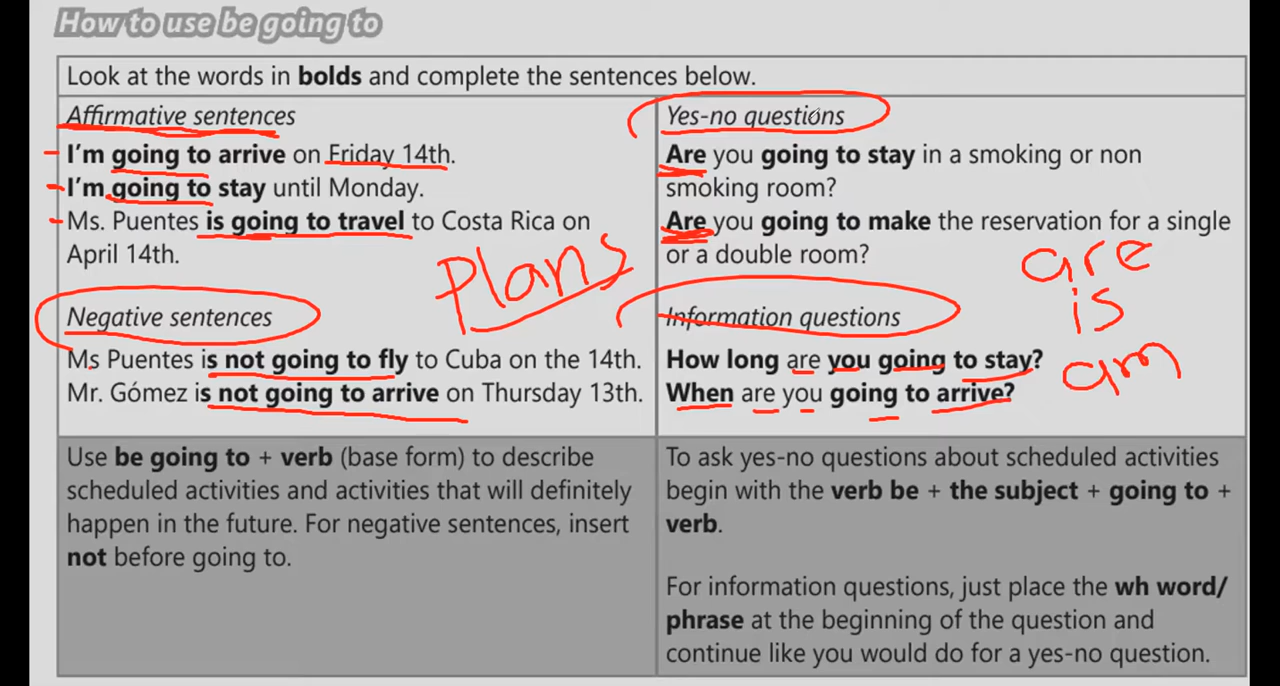 How to use be going to
Look at the words in bolds and complete the sentences below.
Affirmative sentences
I'm going to arrive on Friday 14th.
I'm going to stay until Monday.
Ms. Puentes is going to travel to Costa Rica on
April 14th.
Plans
Negative sentences
Ms Puentes is not going to fly to Cuba on the 14th.
Mr. Gómez is not going to arrive on Thursday 13th.
Use be going to + verb (base form) to describe
scheduled activities and activities that will definitely
happen in the future. For negative sentences, insert
not before going to.
Yes-no questions
Are you going to stay in a smoking or non
smoking room?
Are you going to make the reservation for a single
or a double room?
are
is
am
Information questions
How long are you going to stay?
When are you going to arrive?
To ask yes-no questions about scheduled activities
begin with the verb be + the subject + going to +
verb.
For information questions, just place the wh word/
phrase at the beginning of the question and
continue like you would do for a yes-no question.